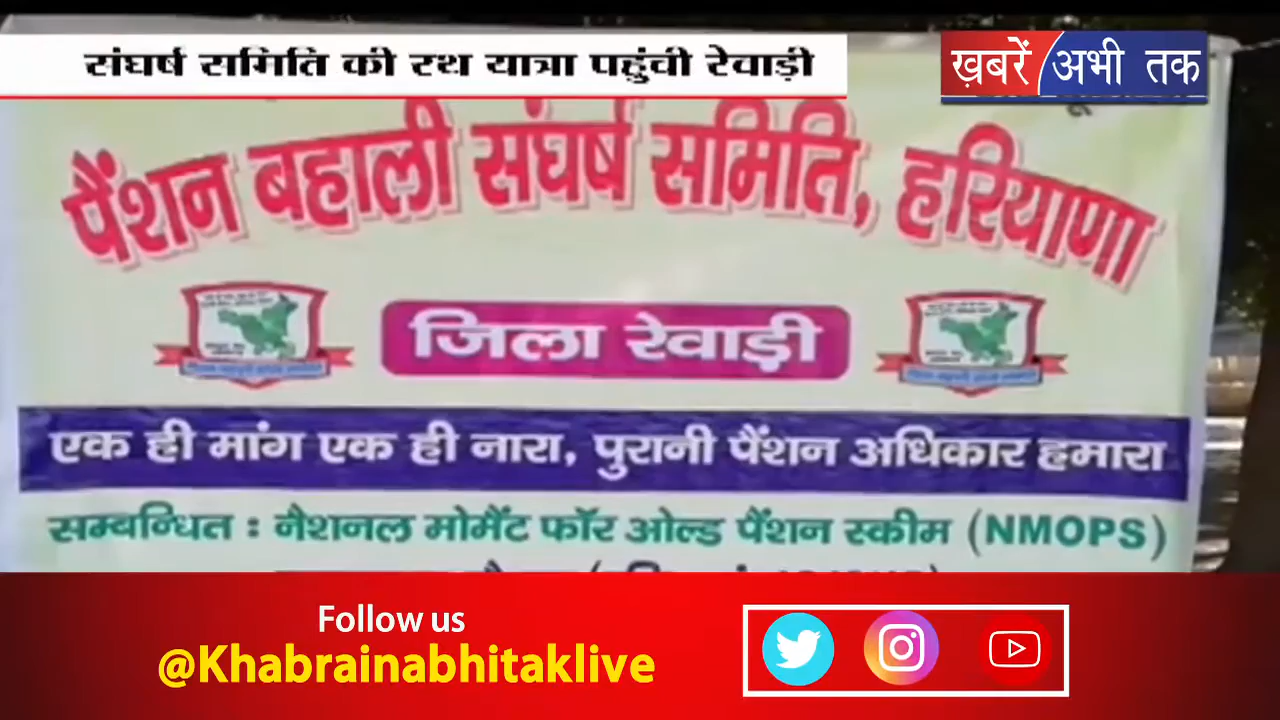 संघर्ष समिति की रथ यात्रा पहुंची रेवाड़ी
ख़बरें अभी तक
पैंशन बहाली संघर्ष समिति, हरियाणा
जिला रेवाड़ी
एक ही मांग एक ही नारा, पुरानी पैंशन अधिकार हमारा
सम्बन्धित : नैशनल मोमैंट फॉर ओल्ड पैंशन स्कीम (NMOPS)
Follow us
@Khabrainabhitaklive